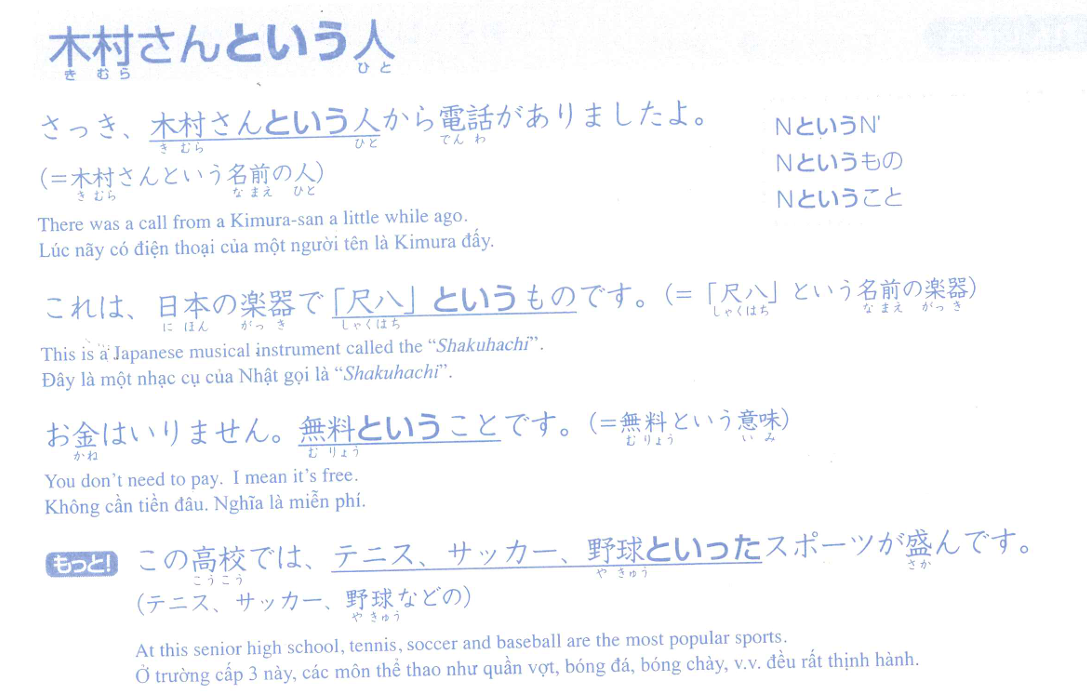 木村さんという人
き むら ひと
さっき、木村さんという人から電話がありましたよ。
き むら ひと でん わ
(=木村さんという名前の人)
き むら な まえ ひと
There was a call from a Kimura-san a little while ago.
Lúc nãy có điện thoại của một người tên là Kimura đấy.
NというN'
Nというもの
Nということ
これは、日本の楽器で「尺八」というものです。(=「尺八」という名前の楽器)
に ほん がっ き しゃくはち しゃくはち な まえ がっ き
This is a Japanese musical instrument called the “Shakuhachi”.
Đây là một nhạc cụ của Nhật gọi là “Shakuhachi”.
お金はいりません。無料ということです。(=無料という意味)
かね む りょう む りょう い み
You don’t need to pay. I mean it’s free.
Không cần tiền đâu. Nghĩa là miễn phí.
もっと! この高校では、テニス、サッカー、野球といったスポーツが盛んです。
こうこう や きゅう さか
(テニス、サッカー、野球などの)
や きゅう
At this senior high school, tennis, soccer and baseball are the most popular sports.
Ở trường cấp 3 này, các môn thể thao như quần vợt, bóng đá, bóng chày, v.v. đều rất thịnh hành.